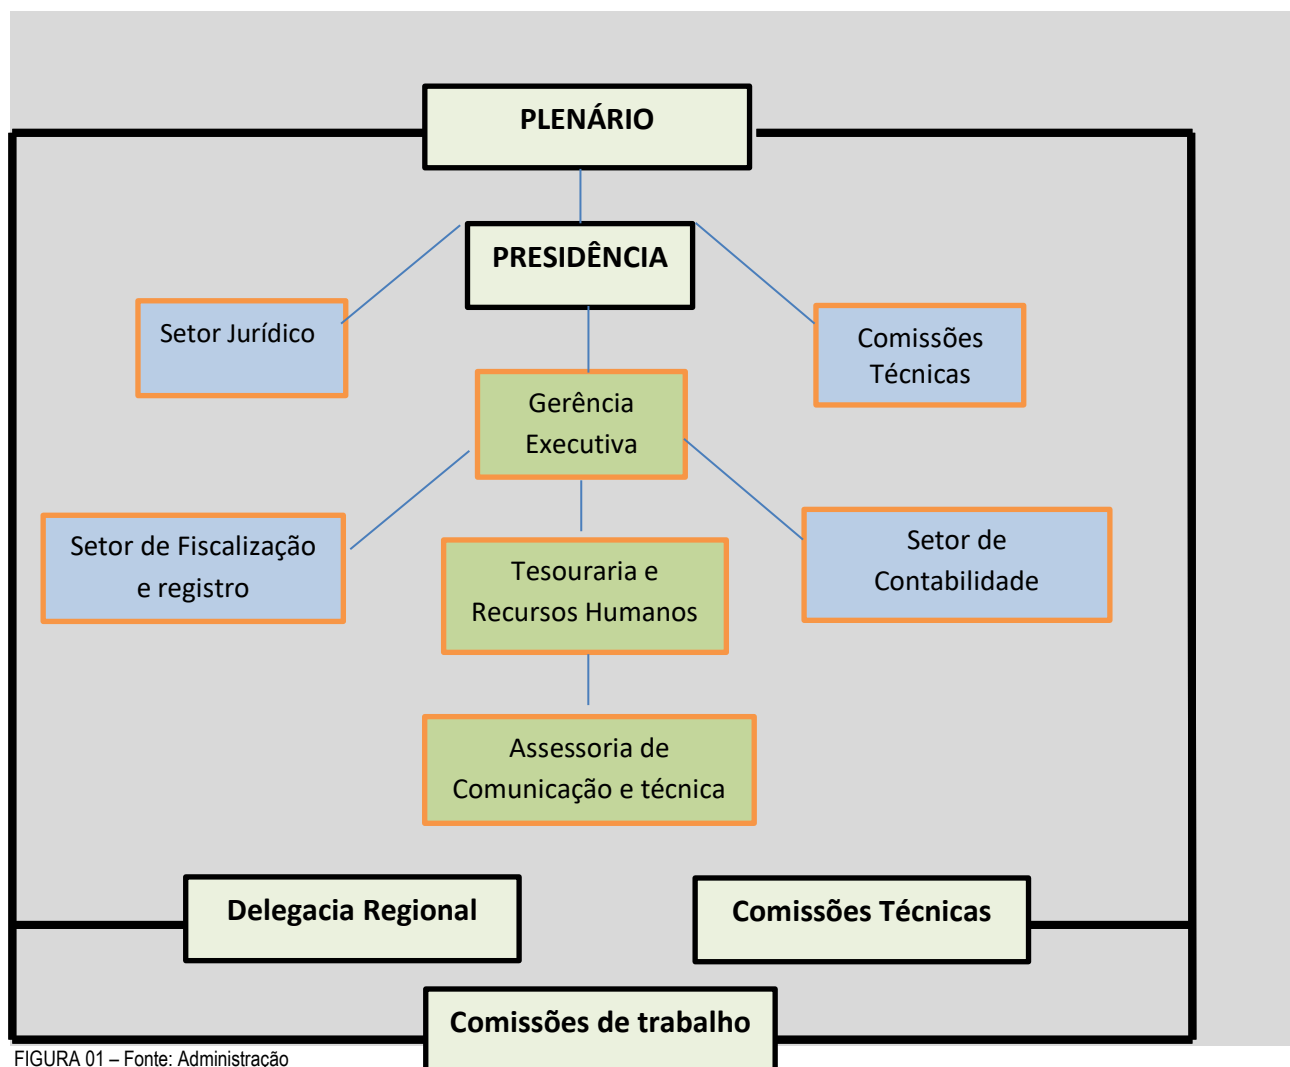 PLENÁRIO
PRESIDÊNCIA
Setor Jurídico
Comissões
Técnicas
Gerência
Executiva
Setor de Fiscalização
e registro
Setor de
Contabilidade
Tesouraria e
Recursos Humanos
Assessoria de
Comunicação e técnica
Delegacia Regional
Comissões Técnicas
Comissões de trabalho
FIGURA 01 – Fonte: Administração